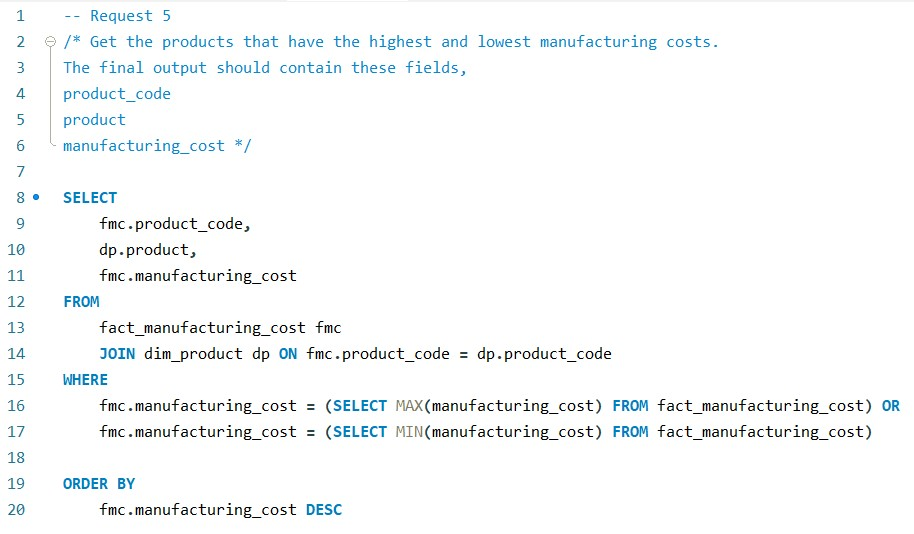 1 -- Request 5
2 /* Get the products that have the highest and lowest manufacturing costs.
3 The final output should contain these fields,
4 product_code
5 product
6 manufacturing_cost */
7
8 SELECT
9 fmc.product_code,
10 dp.product,
11 fmc.manufacturing_cost
12 FROM
13 fact_manufacturing_cost fmc
14 JOIN dim_product dp ON fmc.product_code = dp.product_code
15 WHERE
16 fmc.manufacturing_cost = (SELECT MAX(manufacturing_cost) FROM fact_manufacturing_cost) OR
17 fmc.manufacturing_cost = (SELECT MIN(manufacturing_cost) FROM fact_manufacturing_cost)
18
19 ORDER BY
20 fmc.manufacturing_cost DESC